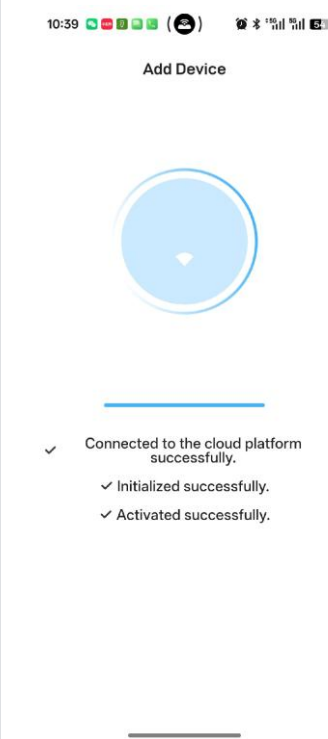 10:39
Add Device
Connected to the cloud platform
successfully.
Initialized successfully.
Activated successfully.